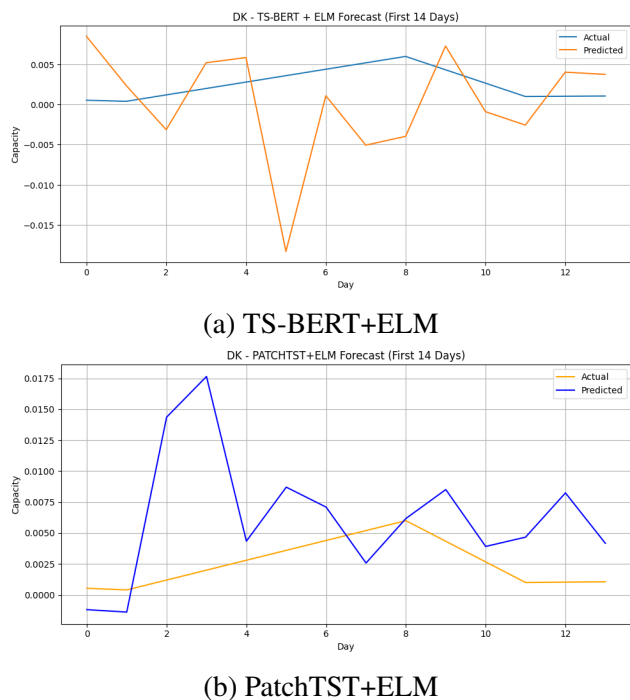 DK - TS-BERT + ELM Forecast (First 14 Days)
Actual
Predicted
0.005
0.000
−0.005
−0.010
−0.015
Capacity
0 2 4 6 8 10 12
Day
(a) TS-BERT+ELM
DK - PATCHTST+ELM Forecast (First 14 Days)
Actual
Predicted
0.0175
0.0150
0.0125
0.0100
0.0075
0.0050
0.0025
0.0000
Capacity
0 2 4 6 8 10 12
Day
(b) PatchTST+ELM